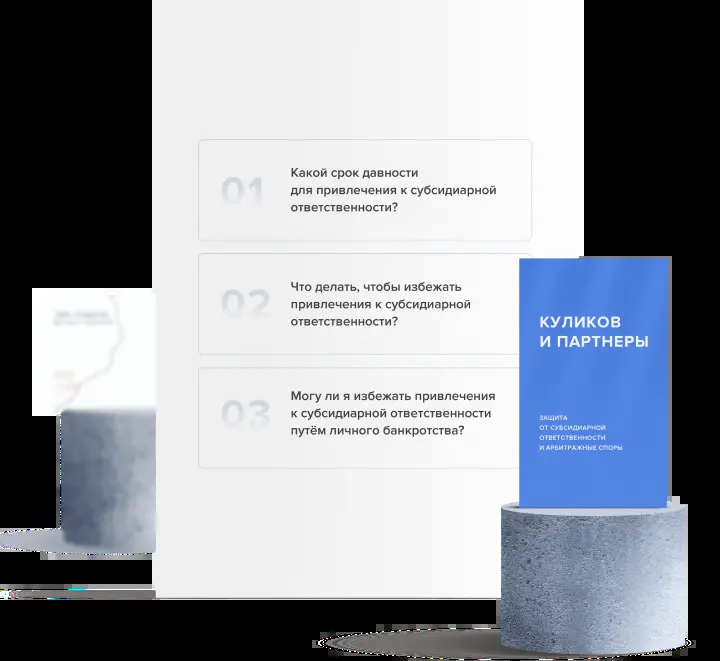 01
Какой срок давности
для привлечения к субсидиарной
ответственности?
02
Что делать, чтобы избежать
привлечения к субсидиарной
ответственности?
03
Могу ли я избежать привлечения
к субсидиарной ответственности
путём личного банкротства?
КУЛИКОВ
И ПАРТНЕРЫ
ЗАЩИТА
ОТ СУБСИДИАРНОЙ
ОТВЕТСТВЕННОСТИ
И АРБИТРАЖНЫЕ СПОРЫ